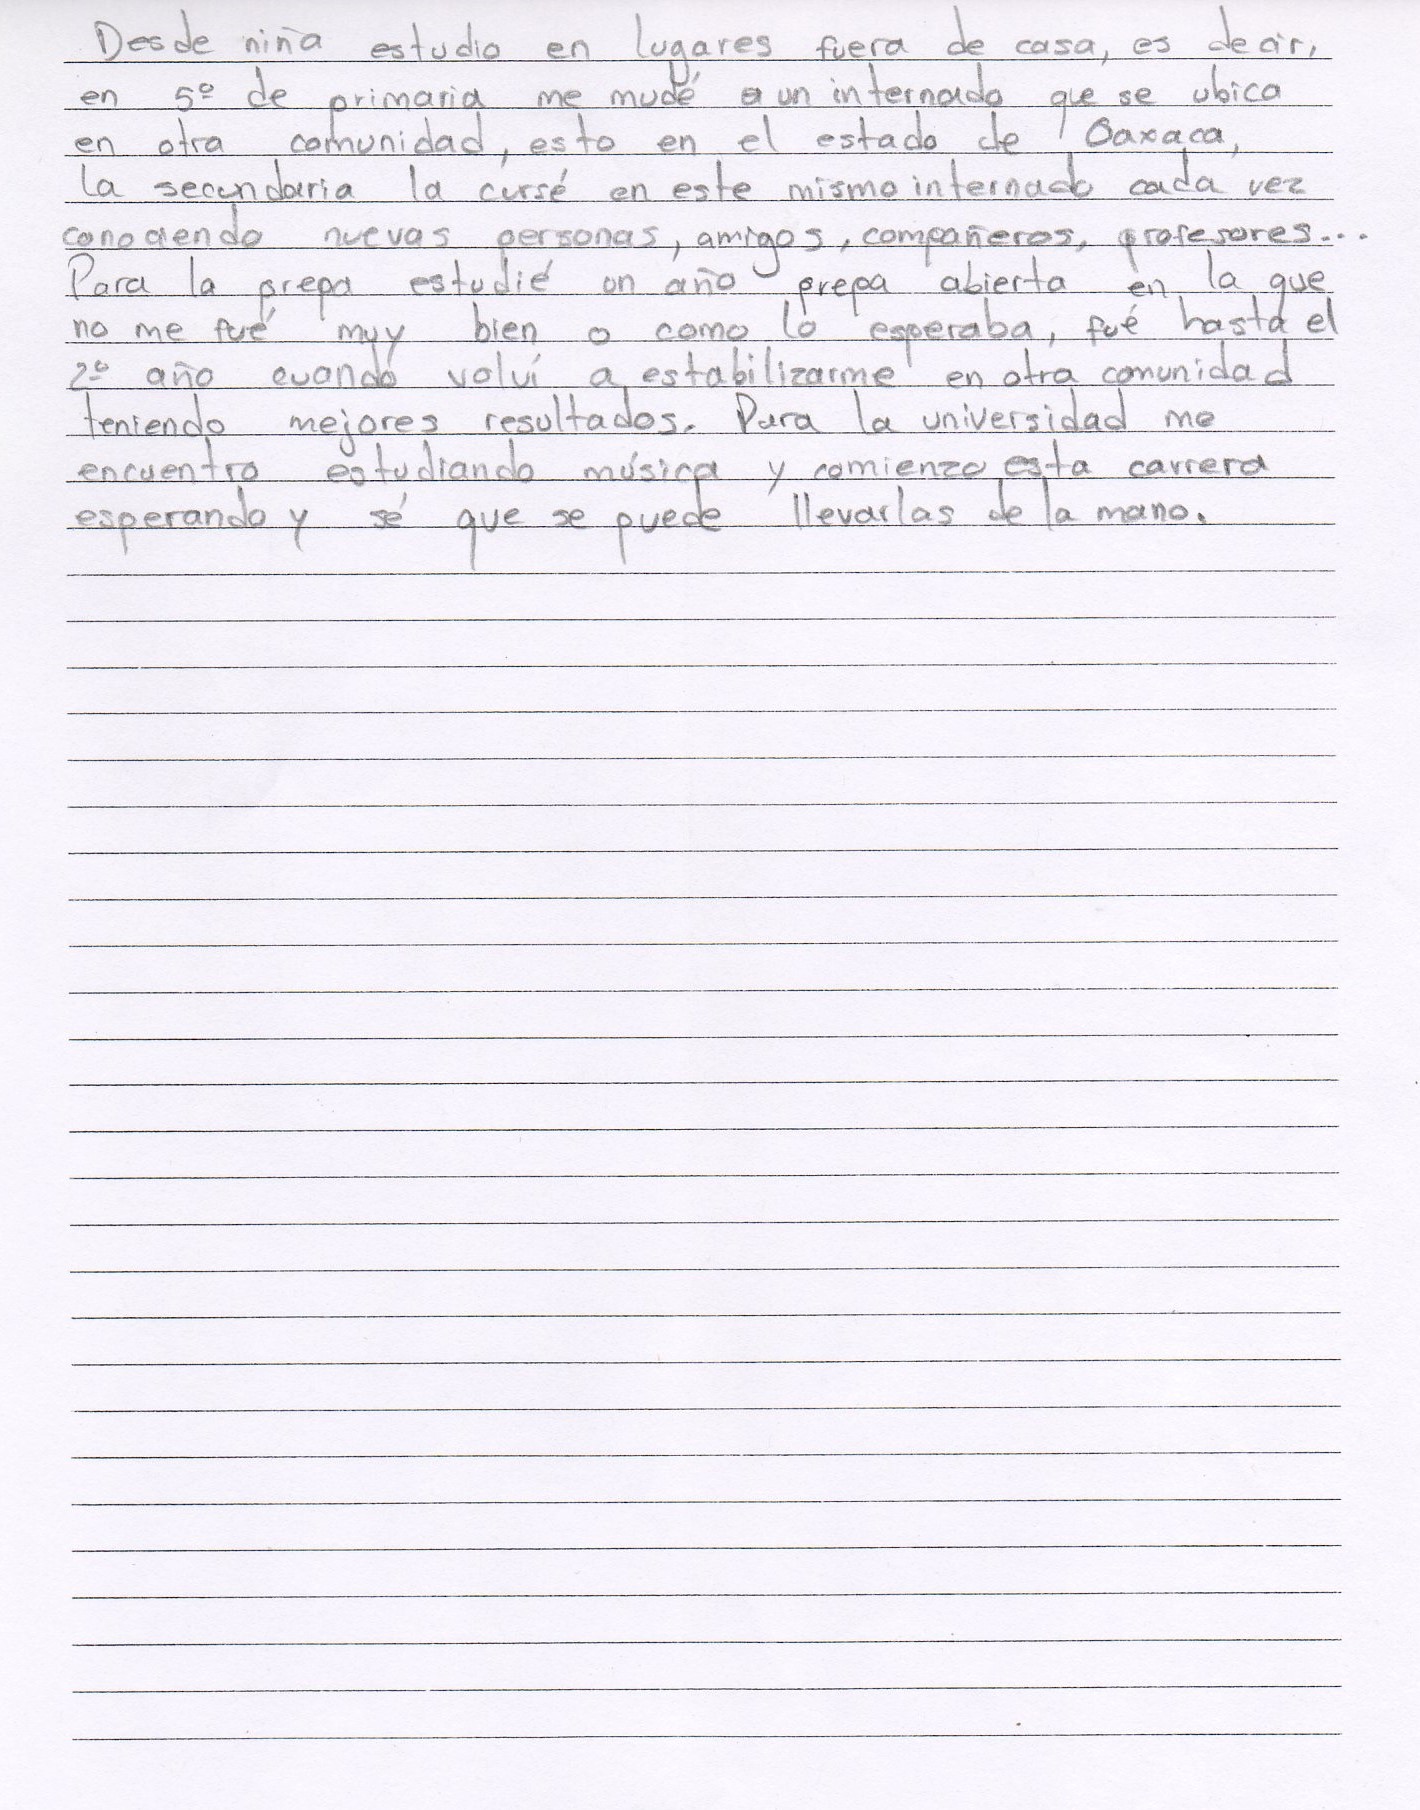 Desde niña estudio en lugares fuera de casa, es decir,
en 5º de primaria me mudé a un internado que se ubica
en otra comunidad, esto en el estado de Oaxaca,
la secundaria la cursé en este mismo internado cada vez
conociendo nuevas personas, amigos, compañeros, profesores...
Para la prepa estudié un año prepa abierta en la que
no me fué muy bien o como lo esperaba, fué hasta el
2º año cuando volví a estabilizarme en otra comunidad
teniendo mejores resultados. Para la universidad me
encuentro estudiando música y comienzo esta carrera
esperando y sé que se puede llevarlas de la mano.